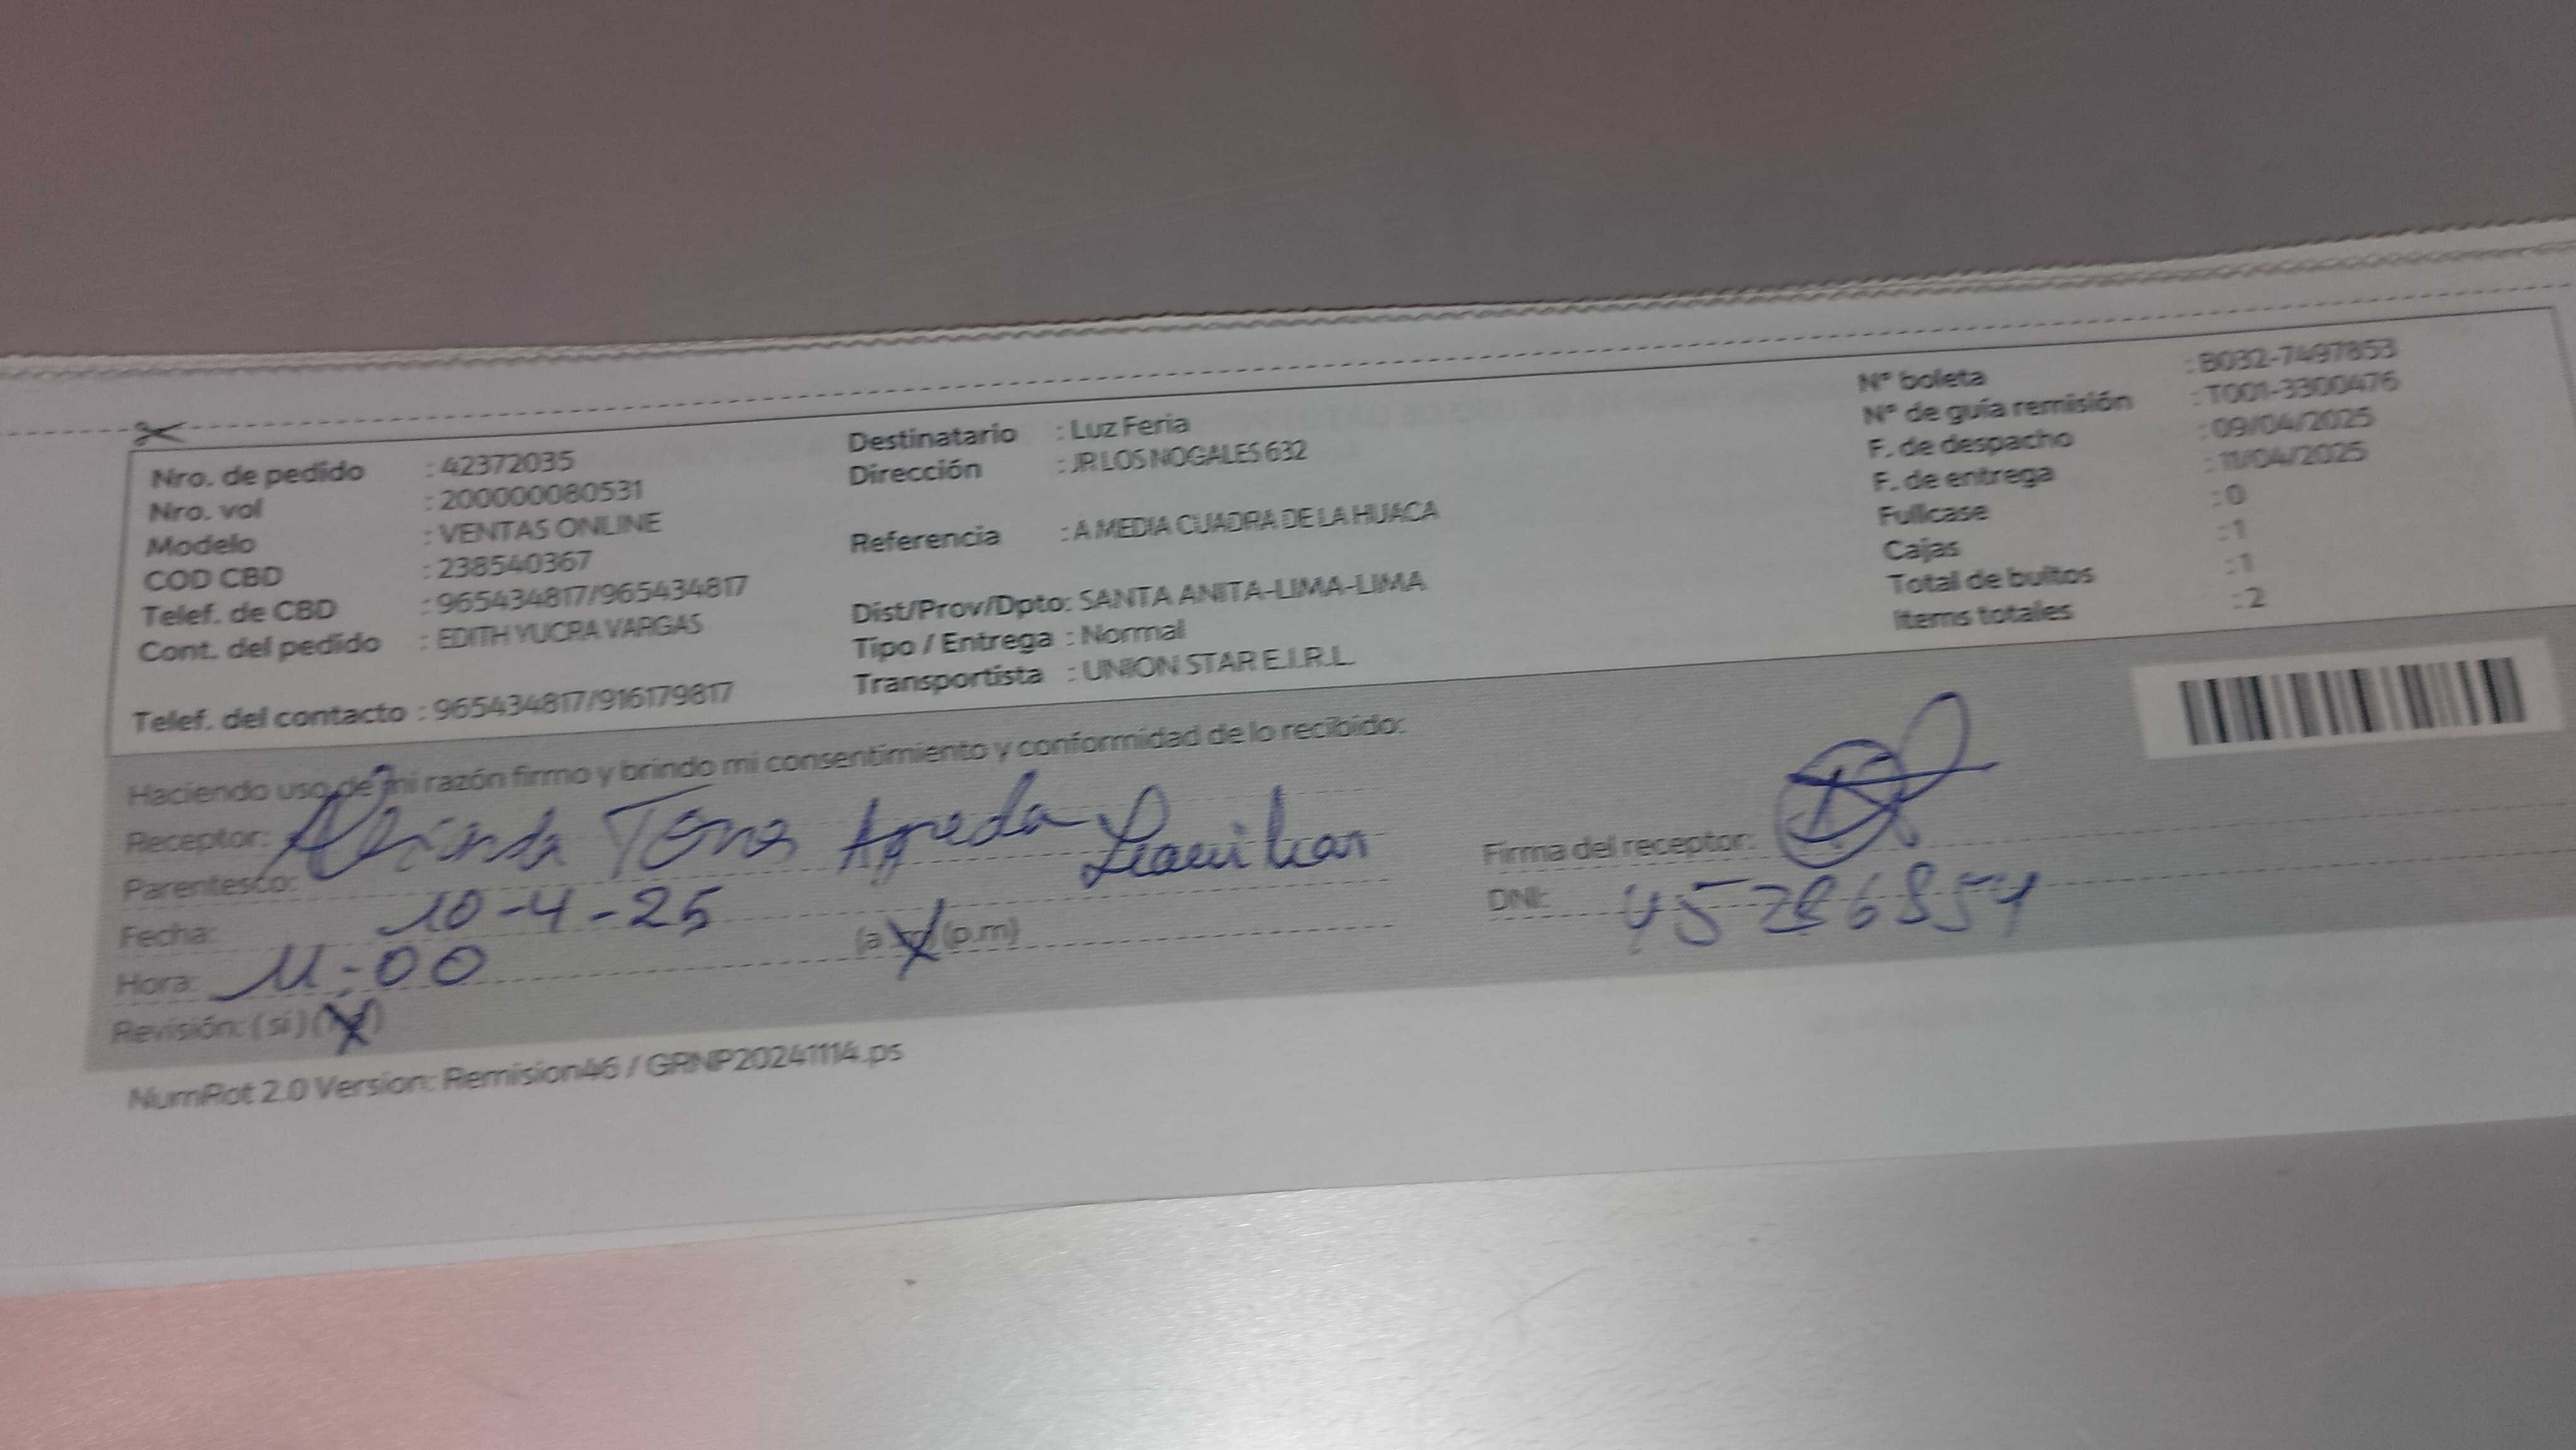 Nro. de pedido : 42372035
Nro. vol : 200000080531
Modelo : VENTAS ONLINE
COD CBD : 238540367
Telef. de CBD : 965434817/965434817
Cont. del pedido : EDITH YUCRA VARGAS
Telef. del contacto : 965434817/916179817
Destinatario : Luz Feria
Dirección : JR LOS NOGALES 632
Referencia : A MEDIA CUADRA DE LA HUACA
Dist/Prov/Dpto: SANTA ANITA-LIMA-LIMA
Tipo / Entrega : Normal
Transportista : UNION STAR E.I.R.L.
N° boleta : B032-7497853
N° de guía remisión : T001-3300476
F. de despacho : 09/04/2025
F. de entrega : 11/04/2025
Fullcase : 0
Cajas : 1
Total de bultos : 1
Items totales : 2
Haciendo uso de mi razón firmo y brindo mi consentimiento y conformidad de lo recibido:
Receptor:
Parentesco:
Fecha: 10-4-25
Hora: 11:00 (a.m) (p.m)
Revisión: (si)
Firma del receptor:
DNI:
NumRot 2.0 Version: Remision46 / GRNP20241114.ps